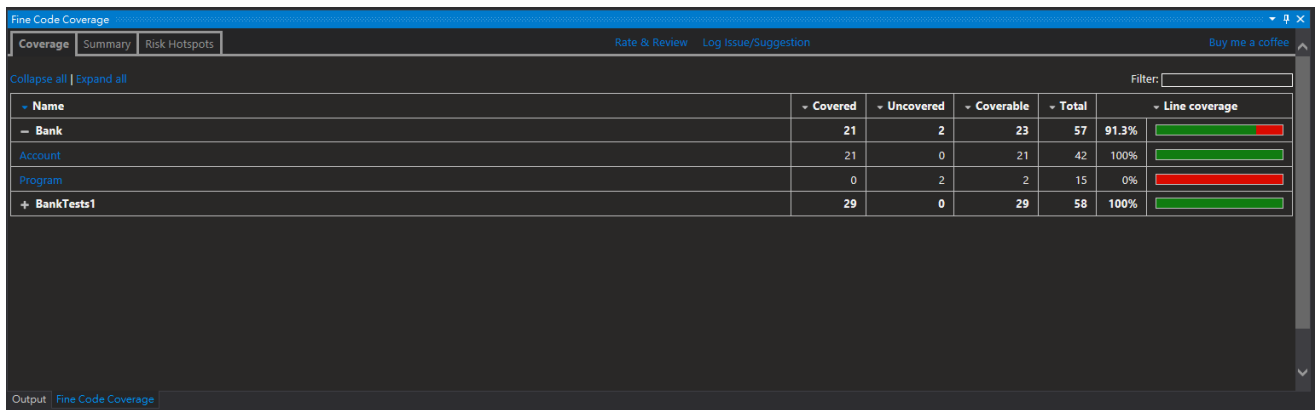 Fine Code Coverage
Coverage Summary Risk Hotspots Rate & Review Log Issue/Suggestion Buy me a coffee
Collapse all | Expand all Filter:
Name Covered Uncovered Coverable Total Line coverage
− Bank 21 2 23 57 91.3%
Account 21 0 21 42 100%
Program 0 2 2 15 0%
+ BankTests1 29 0 29 58 100%
Output Fine Code Coverage